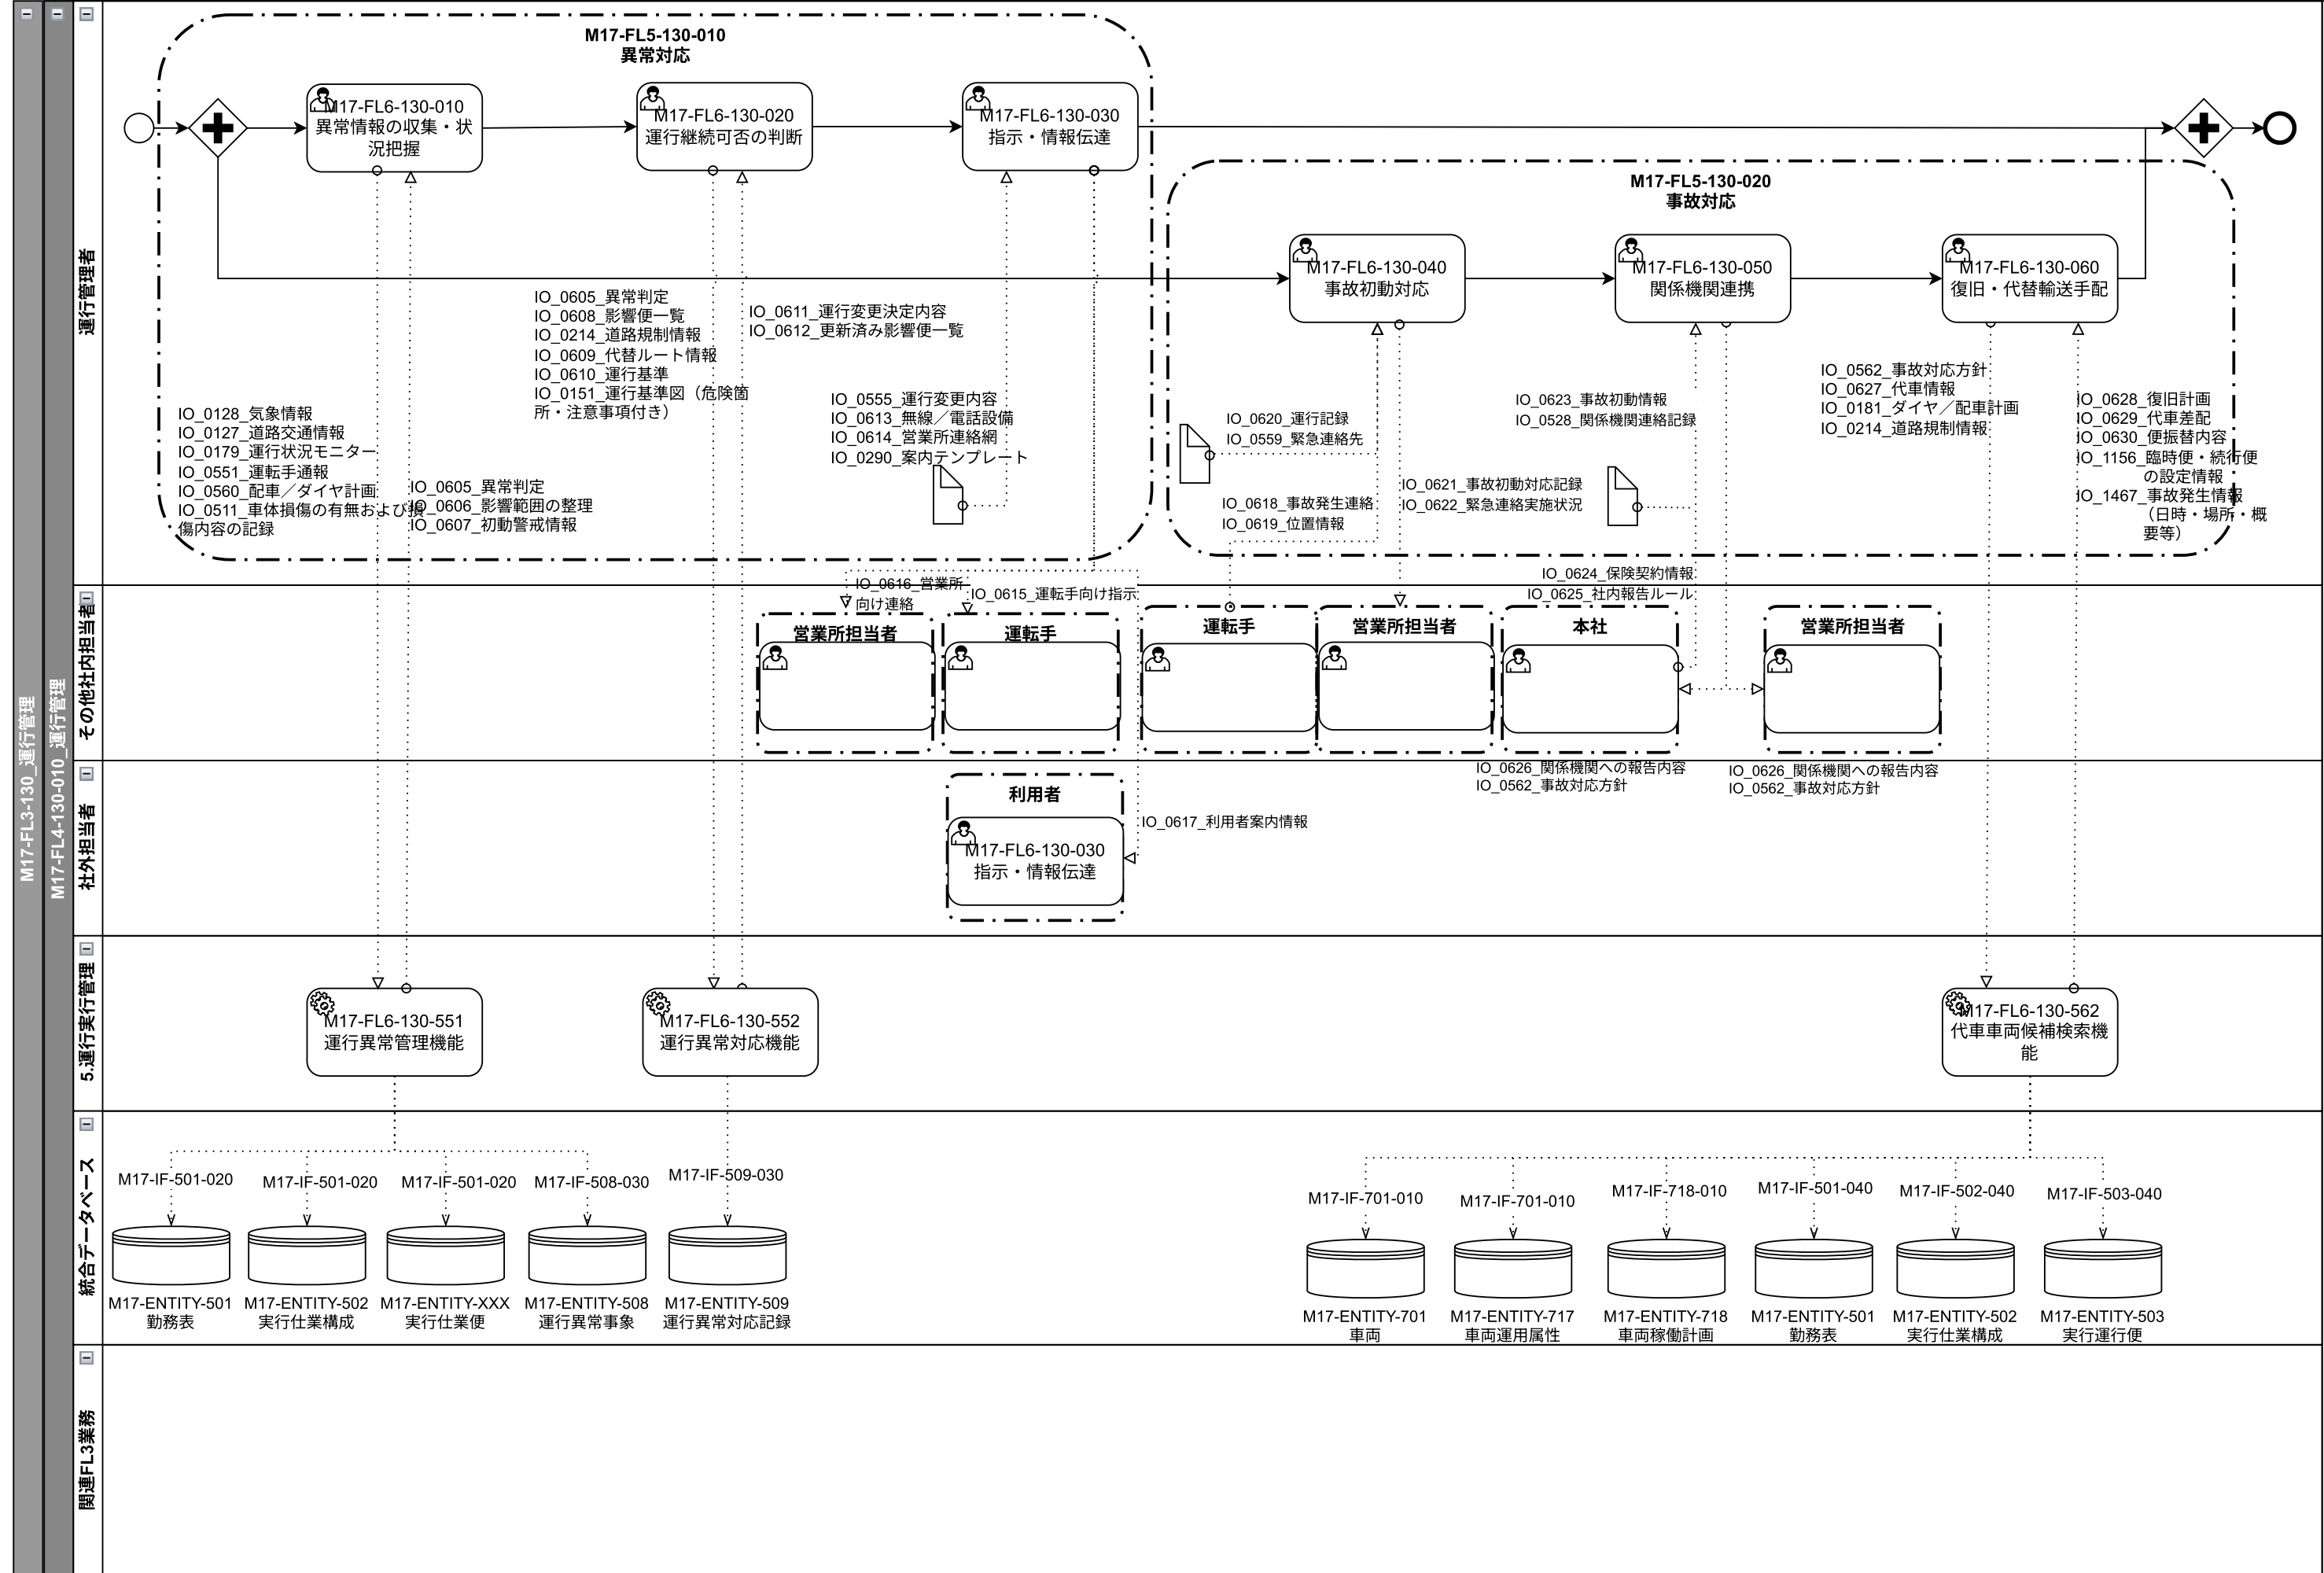 M17-FL3-130_運行管理
M17-FL4-130-010_運行管理
運行管理者
M17-FL5-130-010
異常対応
M17-FL6-130-010
異常情報の収集・状
況把握
M17-FL6-130-020
運行継続可否の判断
M17-FL6-130-030
指示・情報伝達
M17-FL5-130-020
事故対応
M17-FL6-130-040
事故初動対応
M17-FL6-130-050
関係機関連携
M17-FL6-130-060
復旧・代替輸送手配
IO_0128_気象情報
IO_0127_道路交通情報
IO_0179_運行状況モニター
IO_0551_運転手通報
IO_0560_配車／ダイヤ計画
IO_0511_車体損傷の有無および損
傷内容の記録
IO_0605_異常判定
IO_0606_影響範囲の整理
IO_0607_初動警戒情報
IO_0605_異常判定
IO_0608_影響便一覧
IO_0214_道路規制情報
IO_0609_代替ルート情報
IO_0610_運行基準
IO_0151_運行基準図（危険箇
所・注意事項付き）
IO_0611_運行変更決定内容
IO_0612_更新済み影響便一覧
IO_0555_運行変更内容
IO_0613_無線／電話設備
IO_0614_営業所連絡網
IO_0290_案内テンプレート
IO_0620_運行記録
IO_0559_緊急連絡先
IO_0618_事故発生連絡
IO_0619_位置情報
IO_0621_事故初動対応記録
IO_0622_緊急連絡実施状況
IO_0623_事故初動情報
IO_0528_関係機関連絡記録
IO_0562_事故対応方針
IO_0627_代車情報
IO_0181_ダイヤ／配車計画
IO_0214_道路規制情報
IO_0628_復旧計画
IO_0629_代車差配
IO_0630_便振替内容
IO_1156_臨時便・続行便
の設定情報
IO_1467_事故発生情報
（日時・場所・概
要等）
その他社内担当者
IO_0616_営業所
向け連絡
IO_0615_運転手向け指示
IO_0624_保険契約情報
IO_0625_社内報告ルール
営業所担当者
運転手
運転手
営業所担当者
本社
営業所担当者
社外担当者
IO_0626_関係機関への報告内容
IO_0562_事故対応方針
IO_0626_関係機関への報告内容
IO_0562_事故対応方針
利用者
M17-FL6-130-030
指示・情報伝達
IO_0617_利用者案内情報
5.運行実行管理
M17-FL6-130-551
運行異常管理機能
M17-FL6-130-552
運行異常対応機能
M17-FL6-130-562
代車車両候補検索機
能
統合データベース
M17-IF-501-020
M17-IF-501-020
M17-IF-501-020
M17-IF-508-030
M17-IF-509-030
M17-IF-701-010
M17-IF-701-010
M17-IF-718-010
M17-IF-501-040
M17-IF-502-040
M17-IF-503-040
M17-ENTITY-501
勤務表
M17-ENTITY-502
実行仕業構成
M17-ENTITY-XXX
実行仕業便
M17-ENTITY-508
運行異常事象
M17-ENTITY-509
運行異常対応記録
M17-ENTITY-701
車両
M17-ENTITY-717
車両運用属性
M17-ENTITY-718
車両稼働計画
M17-ENTITY-501
勤務表
M17-ENTITY-502
実行仕業構成
M17-ENTITY-503
実行運行便
関連FL3業務